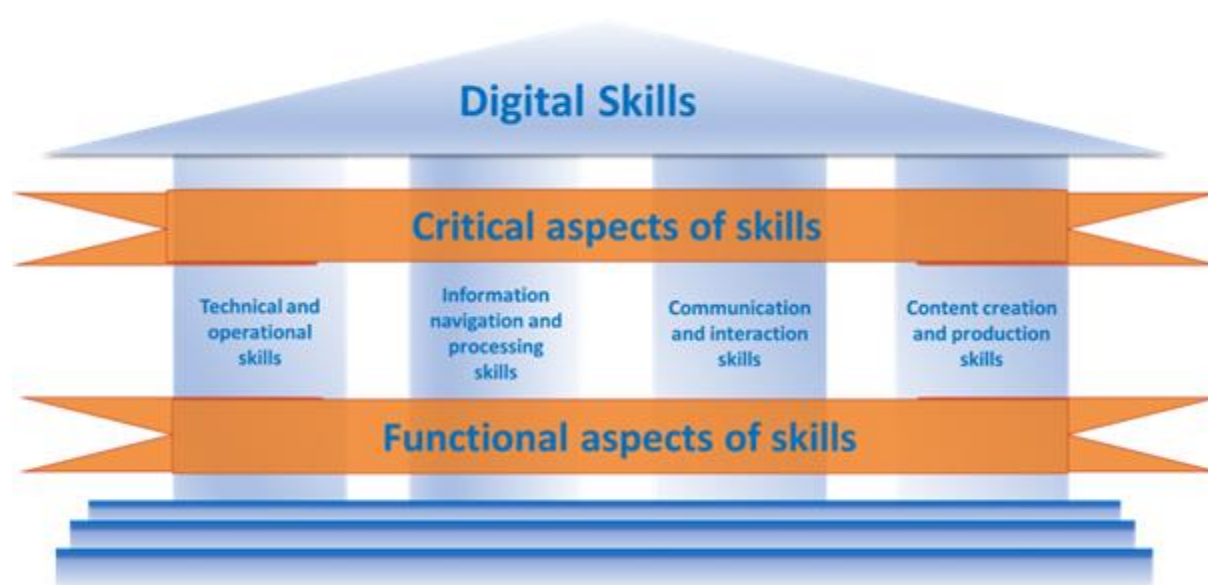 Digital Skills
Critical aspects of skills
Technical and
operational
skills
Information
navigation and
processing
skills
Communication
and interaction
skills
Content creation
and production
skills
Functional aspects of skills